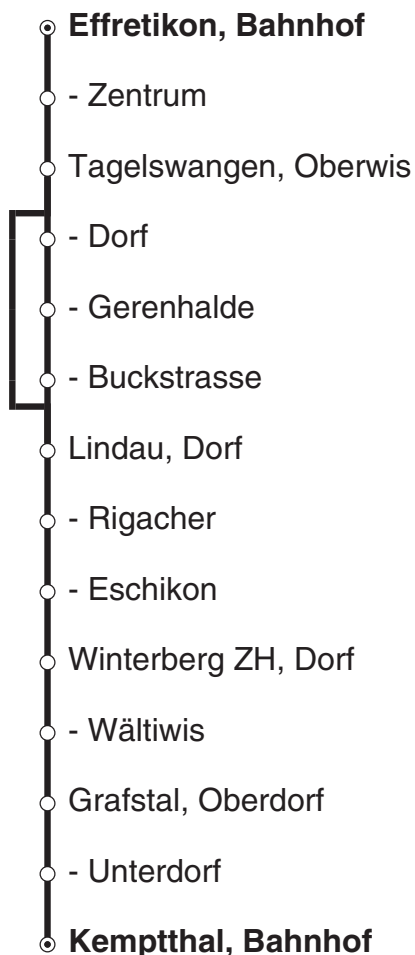 Effretikon, Bahnhof
- Zentrum
Tagelswangen, Oberwis
- Dorf
- Gerenhalde
- Buckstrasse
Lindau, Dorf
- Rigacher
- Eschikon
Winterberg ZH, Dorf
- Wältiwis
Grafstal, Oberdorf
- Unterdorf
Kemptthal, Bahnhof